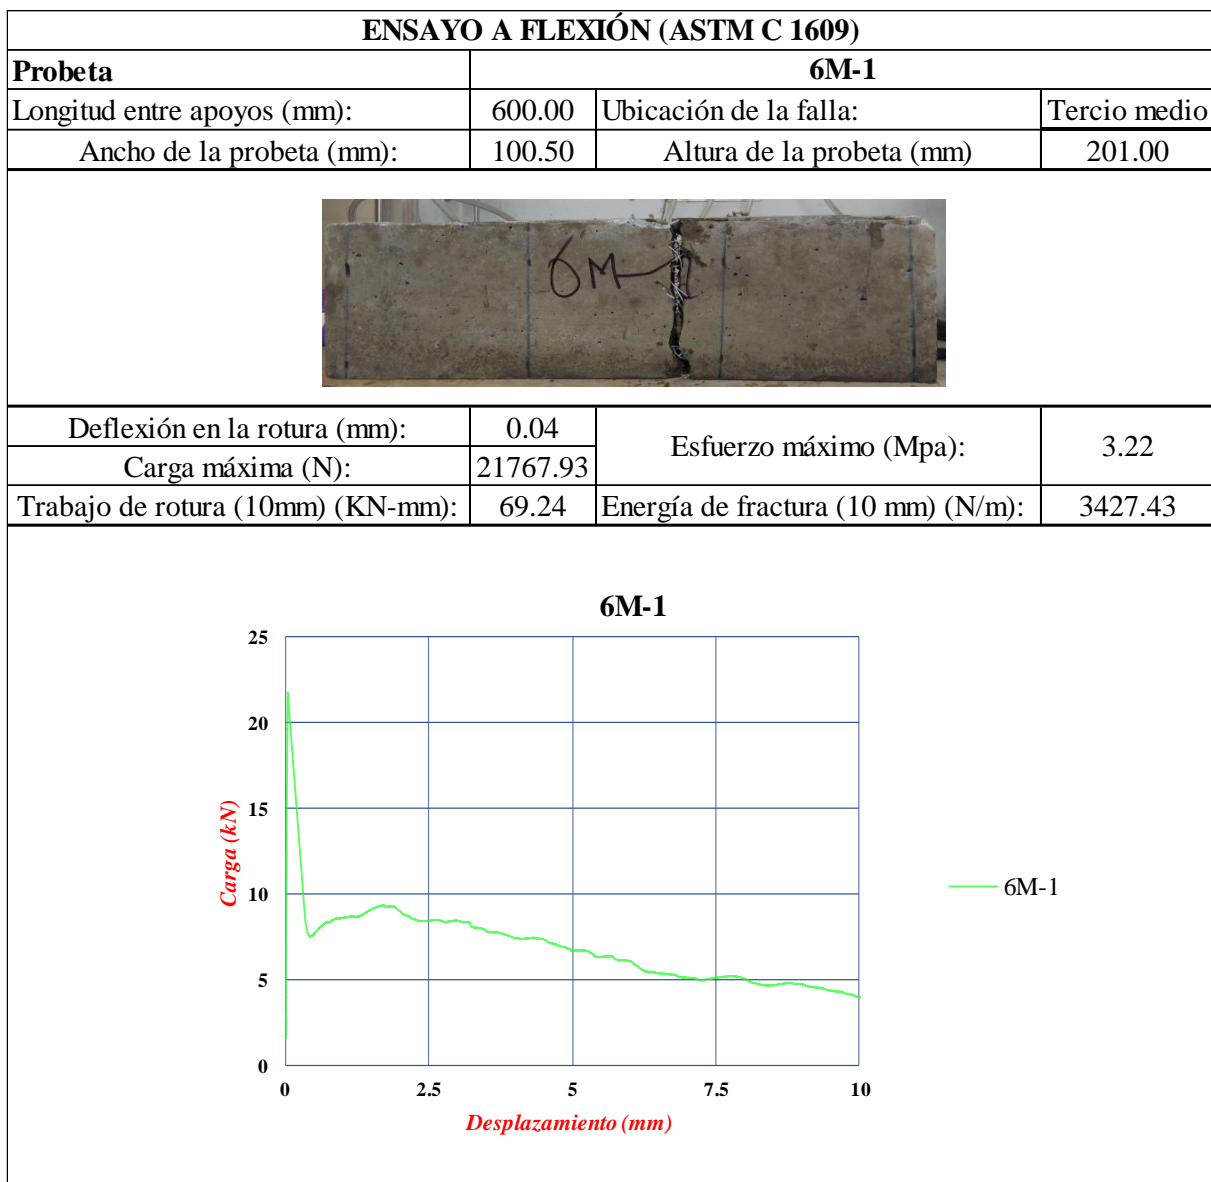 ENSAYO A FLEXIÓN (ASTM C 1609)
Probeta 6M-1
Longitud entre apoyos (mm): 600.00 Ubicación de la falla: Tercio medio
Ancho de la probeta (mm): 100.50 Altura de la probeta (mm) 201.00
6M-1
Deflexión en la rotura (mm): 0.04 Esfuerzo máximo (Mpa): 3.22
Carga máxima (N): 21767.93
Trabajo de rotura (10mm) (KN-mm): 69.24 Energía de fractura (10 mm) (N/m): 3427.43
6M-1
25
20
15
10
5
0
Carga (kN)
0 2.5 5 7.5 10
Desplazamiento (mm)
6M-1